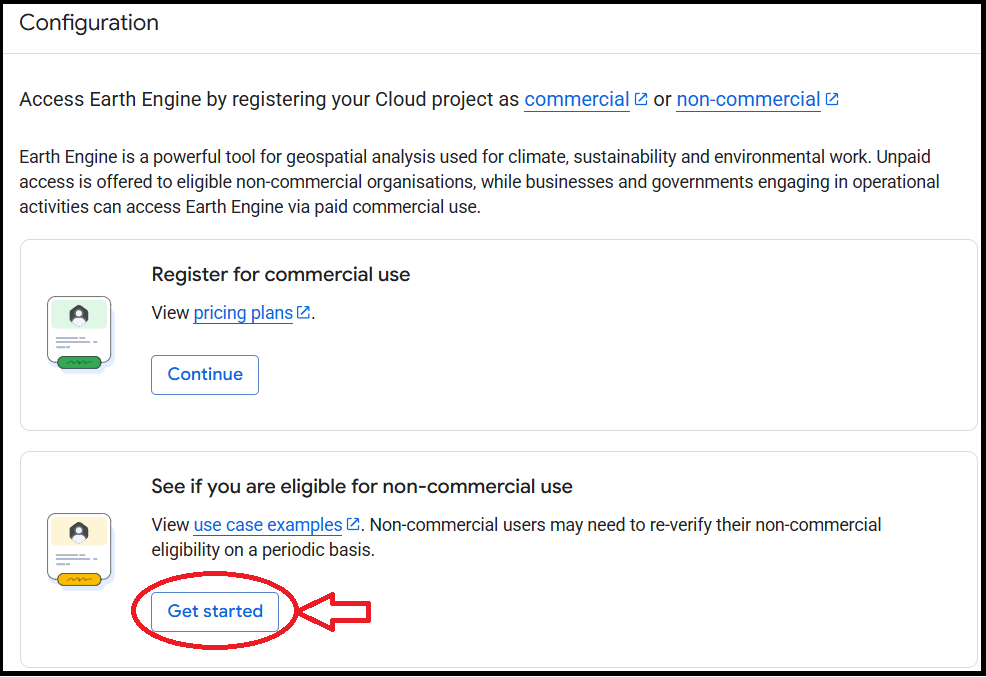 Configuration
Access Earth Engine by registering your Cloud project as commercial or non-commercial
Earth Engine is a powerful tool for geospatial analysis used for climate, sustainability and environmental work. Unpaid
access is offered to eligible non-commercial organisations, while businesses and governments engaging in operational
activities can access Earth Engine via paid commercial use.
Register for commercial use
View pricing plans.
Continue
See if you are eligible for non-commercial use
View use case examples. Non-commercial users may need to re-verify their non-commercial
eligibility on a periodic basis.
Get started